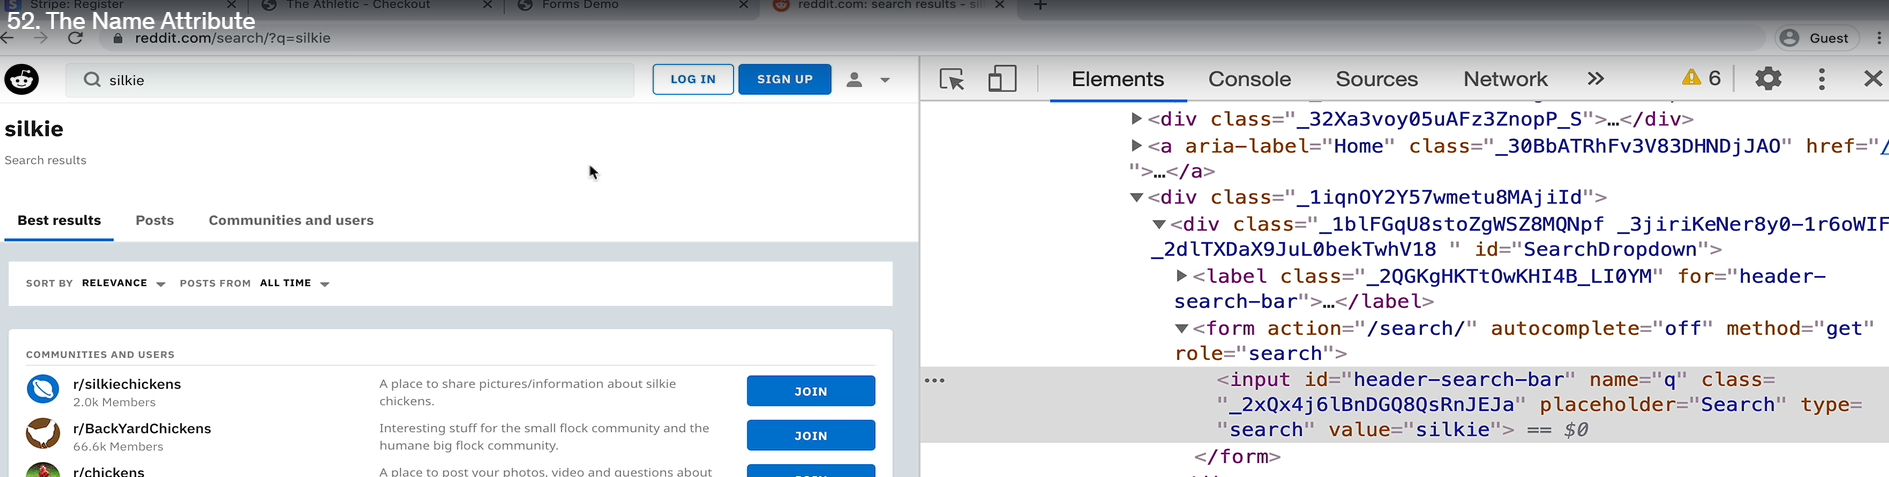 Stripe: Register
The Athletic - Checkout
Forms Demo
reddit.com: search results - sil
52. The Name Attribute
reddit.com/search/?q=silkie
Guest
silkie
LOG IN
SIGN UP
silkie
Search results
Best results
Posts
Communities and users
SORT BY RELEVANCE
POSTS FROM ALL TIME
COMMUNITIES AND USERS
r/silkiechickens
2.0k Members
A place to share pictures/information about silkie
chickens.
JOIN
r/BackYardChickens
66.6k Members
Interesting stuff for the small flock community and the
humane big flock community.
JOIN
r/chickens
A place to post your photos, video and questions about
Elements
Console
Sources
Network
6
<div class="_32Xa3voy05uAFz3ZnopP_S">…</div>
<a aria-label="Home" class="_30BbATRhFv3V83DHNDjJAO" href="/
">…</a>
<div class="_1iqnOY2Y57wmetu8MAjiId">
<div class="_1blFGqU8stoZgWSZ8MQNpf _3jiriKeNer8y0-1r6oWIF
_2dlTXDaX9JuL0bekTwhV18 " id="SearchDropdown">
<label class="_2QGKgHKTtOwKHI4B_LI0YM" for="header-
search-bar">…</label>
<form action="/search/" autocomplete="off" method="get"
role="search">
<input id="header-search-bar" name="q" class=
"_2xQx4j6lBnDGQ8QsRnJEJa" placeholder="Search" type=
"search" value="silkie"> == $0
</form>